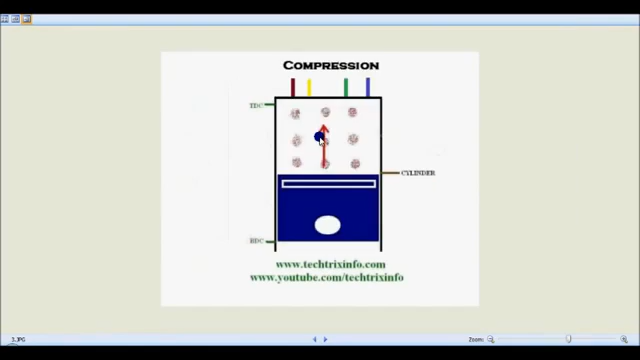 COMPRESSION
TDC
CYLINDER
BDC
www.techtrixinfo.com
www.youtube.com/techtrixinfo
3.JPG
Zoom: